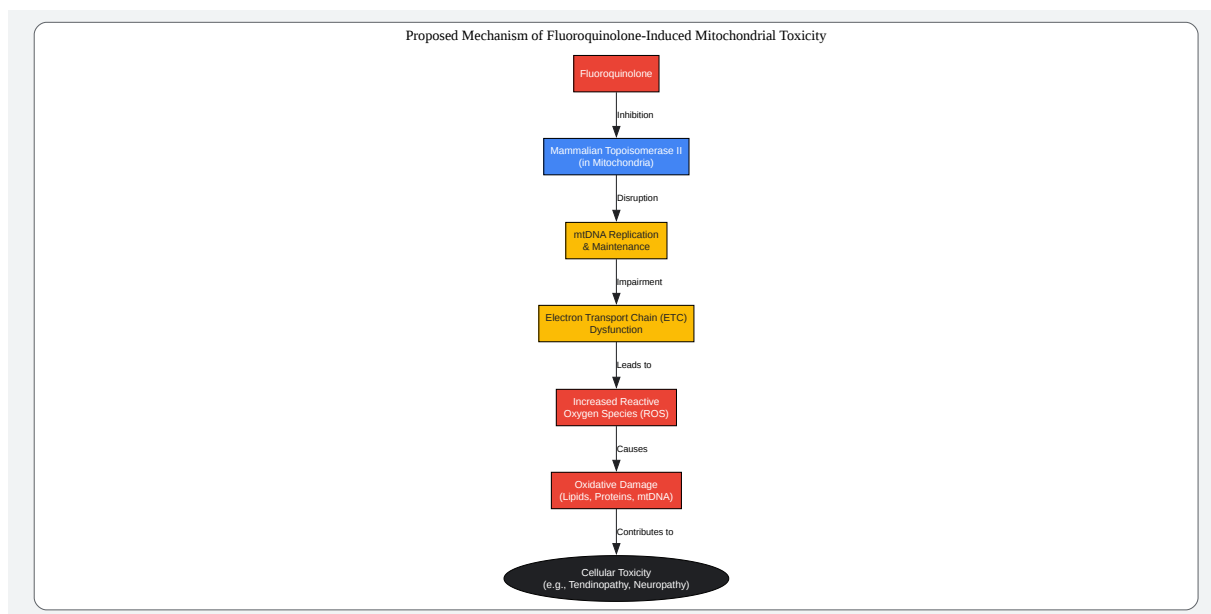 Proposed Mechanism of Fluoroquinolone-Induced Mitochondrial Toxicity
Fluoroquinolone
Inhibition
Mammalian Topoisomerase II
(in Mitochondria)
Disruption
mtDNA Replication
& Maintenance
Impairment
Electron Transport Chain (ETC)
Dysfunction
Leads to
Increased Reactive
Oxygen Species (ROS)
Causes
Oxidative Damage
(Lipids, Proteins, mtDNA)
Contributes to
Cellular Toxicity
(e.g., Tendinopathy, Neuropathy)